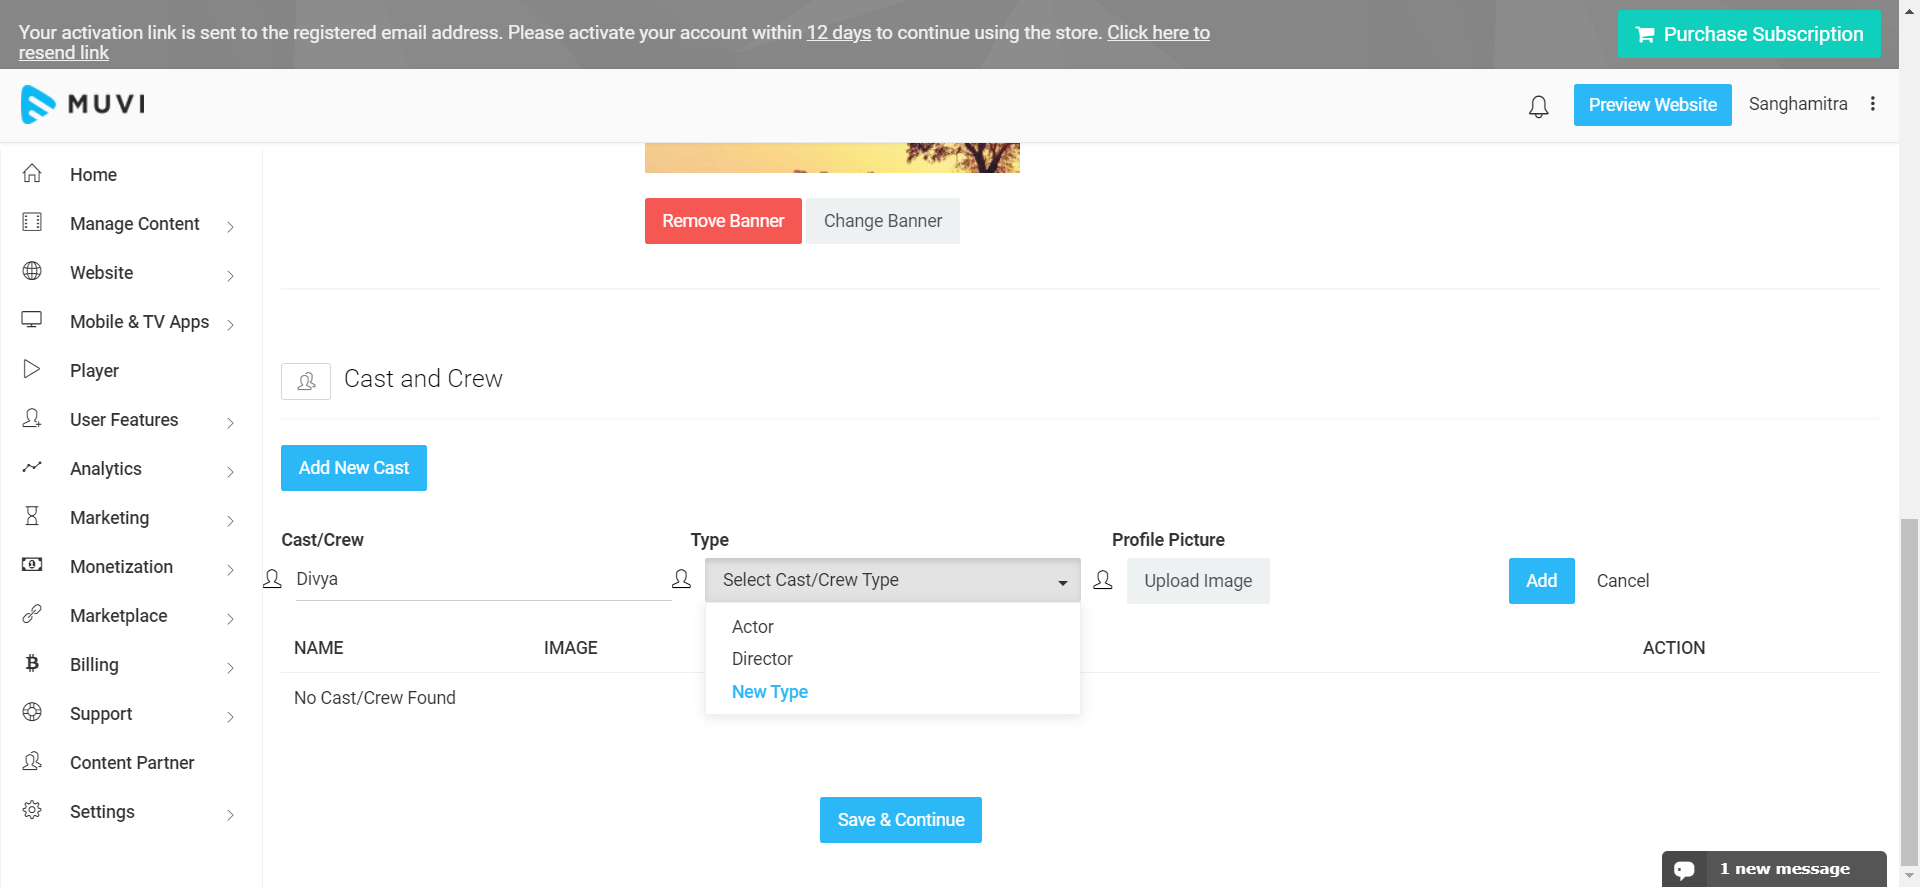 Your activation link is sent to the registered email address. Please activate your account within 12 days to continue using the store. Click here to
resend link
Purchase Subscription
MUVI
Preview Website
Sanghamitra
Home
Manage Content
Website
Mobile & TV Apps
Player
User Features
Analytics
Marketing
Monetization
Marketplace
Billing
Support
Content Partner
Settings
Remove Banner
Change Banner
Cast and Crew
Add New Cast
Cast/Crew
Type
Profile Picture
Divya
Select Cast/Crew Type
Upload Image
Add
Cancel
Actor
Director
New Type
NAME
IMAGE
ACTION
No Cast/Crew Found
Save & Continue
1 new message